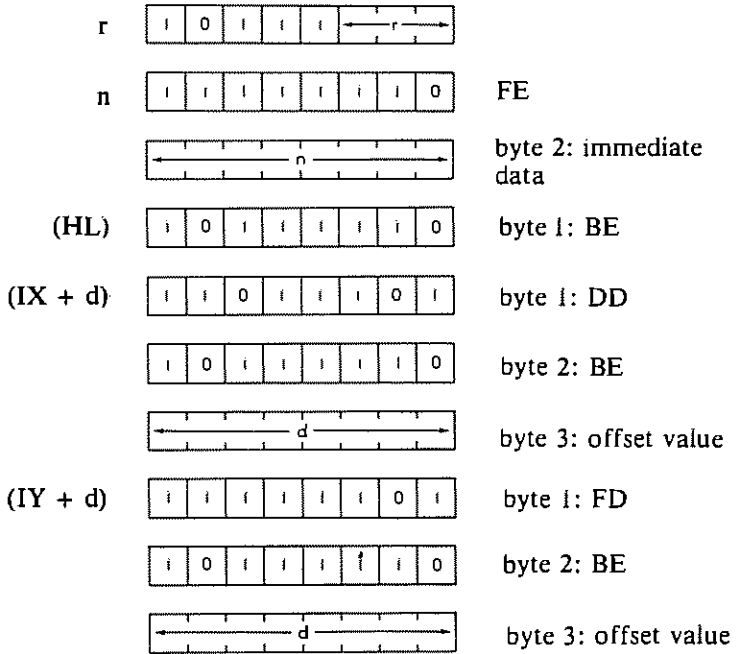 r 1 0 1 1 1 r
n 1 1 1 1 1 1 1 0 FE
n byte 2: immediate
data
(HL) 1 0 1 1 1 1 1 0 byte 1: BE
(IX + d) 1 1 0 1 1 1 0 1 byte 1: DD
1 0 1 1 1 1 1 0 byte 2: BE
d byte 3: offset value
(IY + d) 1 1 1 1 1 1 0 1 byte 1: FD
1 0 1 1 1 1 1 0 byte 2: BE
d byte 3: offset value